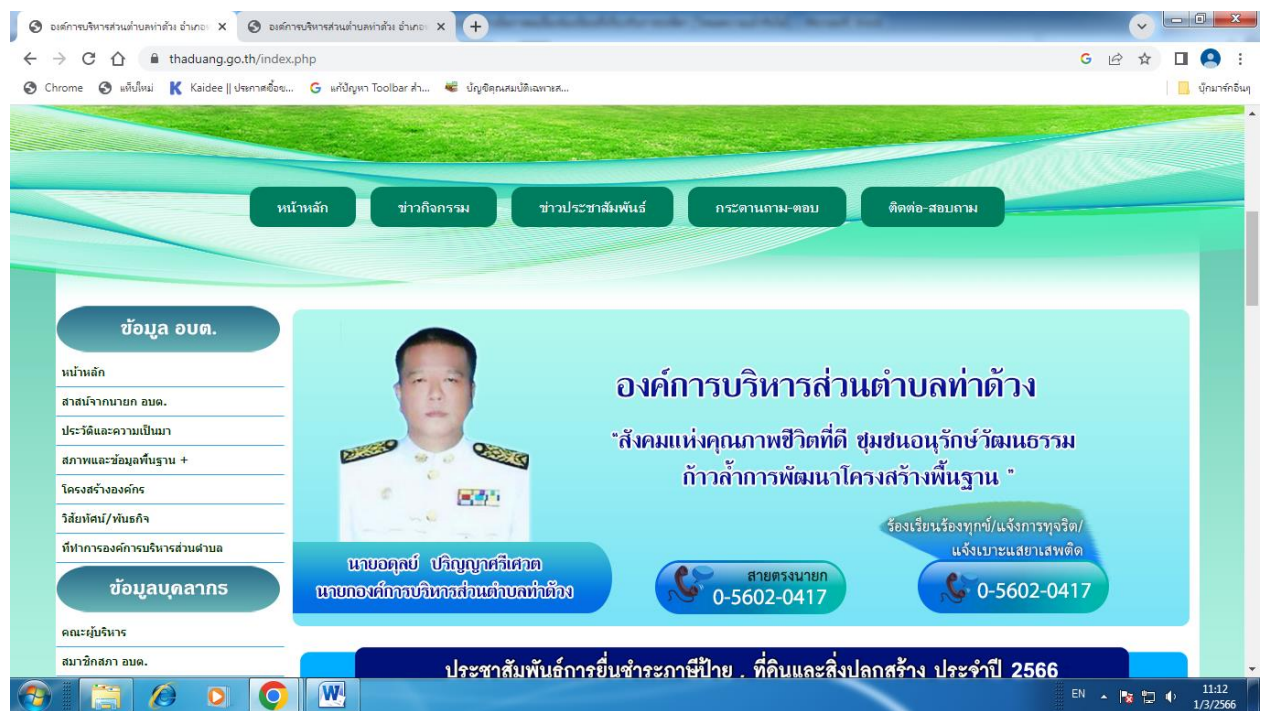 องค์การบริหารส่วนตำบลท่าด้วง อำเภอ
องค์การบริหารส่วนตำบลท่าด้วง อำเภอ
thaduang.go.th/index.php
Chrome
แท็บใหม่
Kaidee || ประกาศซื้อข...
แก้ปัญหา Toolbar สำ...
บัญชีคุณสมบัติเฉพาะส...
บุ๊กมาร์กอื่นๆ
หน้าหลัก
ข่าวกิจกรรม
ข่าวประชาสัมพันธ์
กระดานถาม-ตอบ
ติดต่อ-สอบถาม
ข้อมูล อบต.
หน้าหลัก
สาสน์จากนายก อบต.
ประวัติและความเป็นมา
สภาพและข้อมูลพื้นฐาน +
โครงสร้างองค์กร
วิสัยทัศน์/พันธกิจ
ที่ทำการองค์การบริหารส่วนตำบล
ข้อมูลบุคลากร
คณะผู้บริหาร
สมาชิกสภา อบต.
องค์การบริหารส่วนตำบลท่าด้วง
"สังคมแห่งคุณภาพชีวิตที่ดี ชุมชนอนุรักษ์วัฒนธรรม
ก้าวล้ำการพัฒนาโครงสร้างพื้นฐาน "
นายอดุลย์ ปริญญาศรีเศวต
นายกองค์การบริหารส่วนตำบลท่าด้วง
สายตรงนายก
0-5602-0417
ร้องเรียนร้องทุกข์/แจ้งการทุจริต/
แจ้งเบาะแสยาเสพติด
0-5602-0417
ประชาสัมพันธ์การยื่นชำระภาษีป้าย . ที่ดินและสิ่งปลูกสร้าง ประจำปี 2566
EN
11:12
1/3/2566